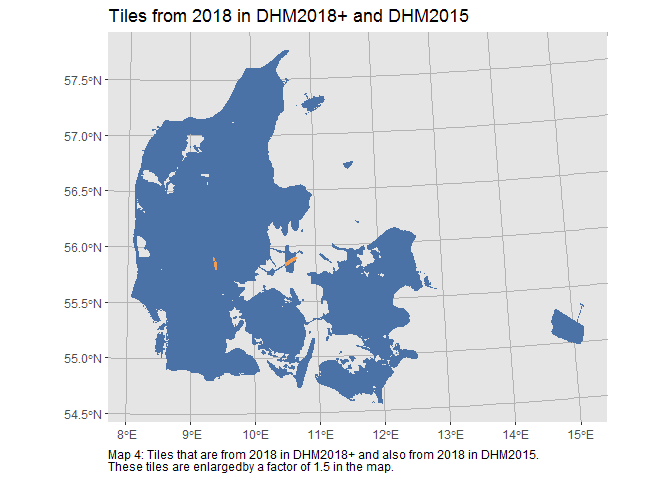 Tiles from 2018 in DHM2018+ and DHM2015
57.5°N
57.0°N
56.5°N
56.0°N
55.5°N
55.0°N
54.5°N
8°E 9°E 10°E 11°E 12°E 13°E 14°E 15°E
Map 4: Tiles that are from 2018 in DHM2018+ and also from 2018 in DHM2015.
These tiles are enlargedby a factor of 1.5 in the map.